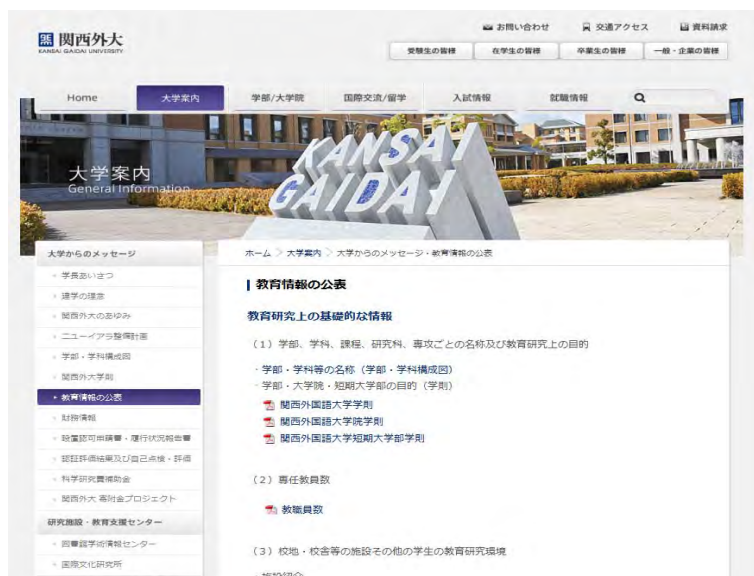 お問い合わせ 交通アクセス 資料請求
関西外大
KANSAI GAIDAI UNIVERSITY
受験生の皆様 在学生の皆様 卒業生の皆様 一般・企業の皆様
Home 大学案内 学部/大学院 国際交流/留学 入試情報 就職情報
KANSAI
GAIDAI
大学案内
General Information
大学からのメッセージ
学長あいさつ
建学の理念
関西外大のあゆみ
ニューイアラ整備計画
学部・学科構成図
関西外大学則
教育情報の公表
財務情報
設置認可申請書・履行状況報告書
認証評価結果及び自己点検・評価
科学研究費補助金
関西外大 寄附金プロジェクト
研究施設・教育支援センター
図書館学術情報センター
国際文化研究所
ホーム > 大学案内 > 大学からのメッセージ・教育情報の公表
教育情報の公表
教育研究上の基礎的な情報
(1)学部、学科、課程、研究科、専攻ごとの名称及び教育研究上の目的
・学部・学科等の名称(学部・学科構成図)
・学部・大学院・短期大学部の目的(学則)
関西外国語大学学則
関西外国語大学院学則
関西外国語大学短期大学部学則
(2)専任教員数
教職員数
(3)校地・校舎等の施設その他の学生の教育研究環境